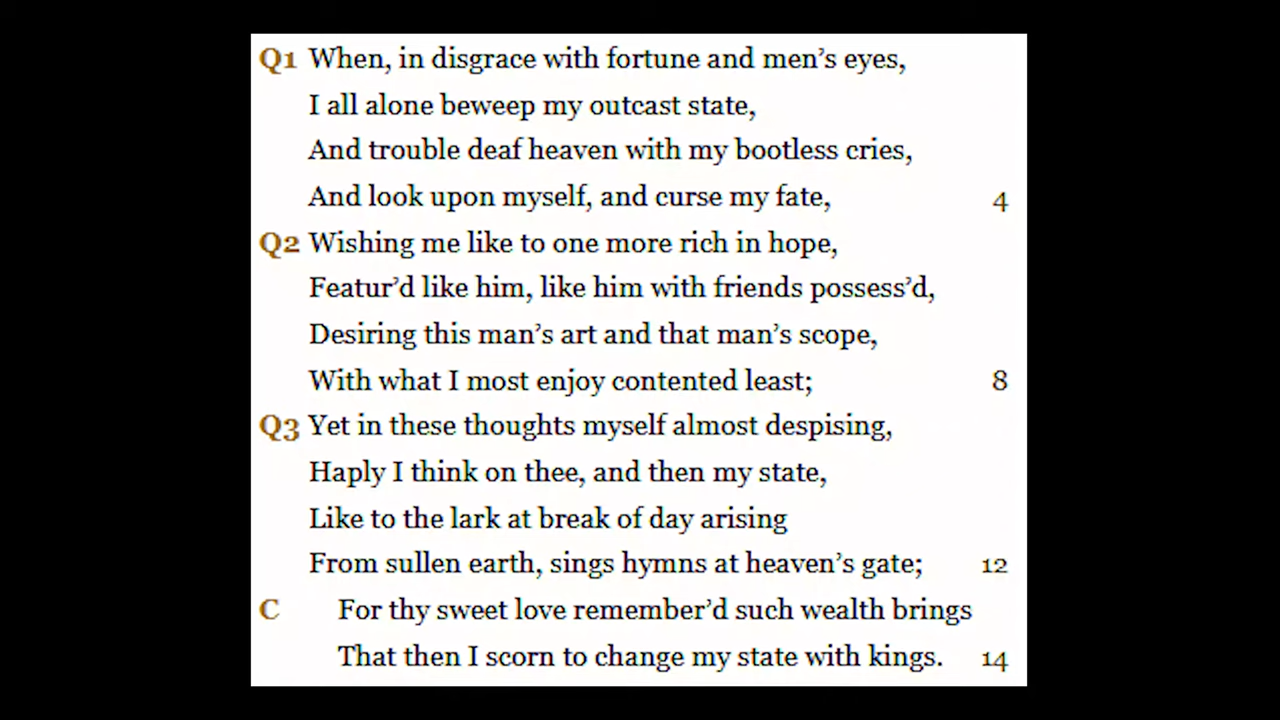 Q1 When, in disgrace with fortune and men’s eyes,
I all alone beweep my outcast state,
And trouble deaf heaven with my bootless cries,
And look upon myself, and curse my fate, 4
Q2 Wishing me like to one more rich in hope,
Featur’d like him, like him with friends possess’d,
Desiring this man’s art and that man’s scope,
With what I most enjoy contented least; 8
Q3 Yet in these thoughts myself almost despising,
Haply I think on thee, and then my state,
Like to the lark at break of day arising
From sullen earth, sings hymns at heaven’s gate; 12
C For thy sweet love remember’d such wealth brings
That then I scorn to change my state with kings. 14